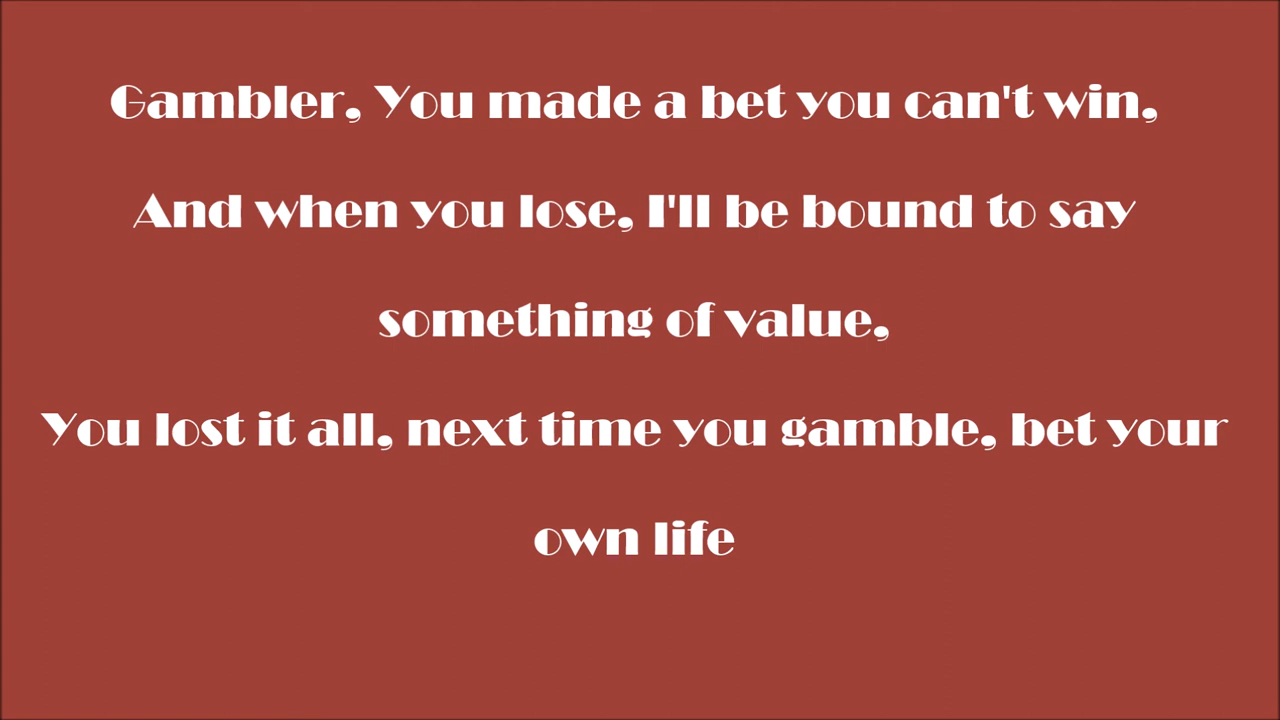 Gambler, You made a bet you can't win,
And when you lose, I'll be bound to say
something of value,
You lost it all, next time you gamble, bet your
own life